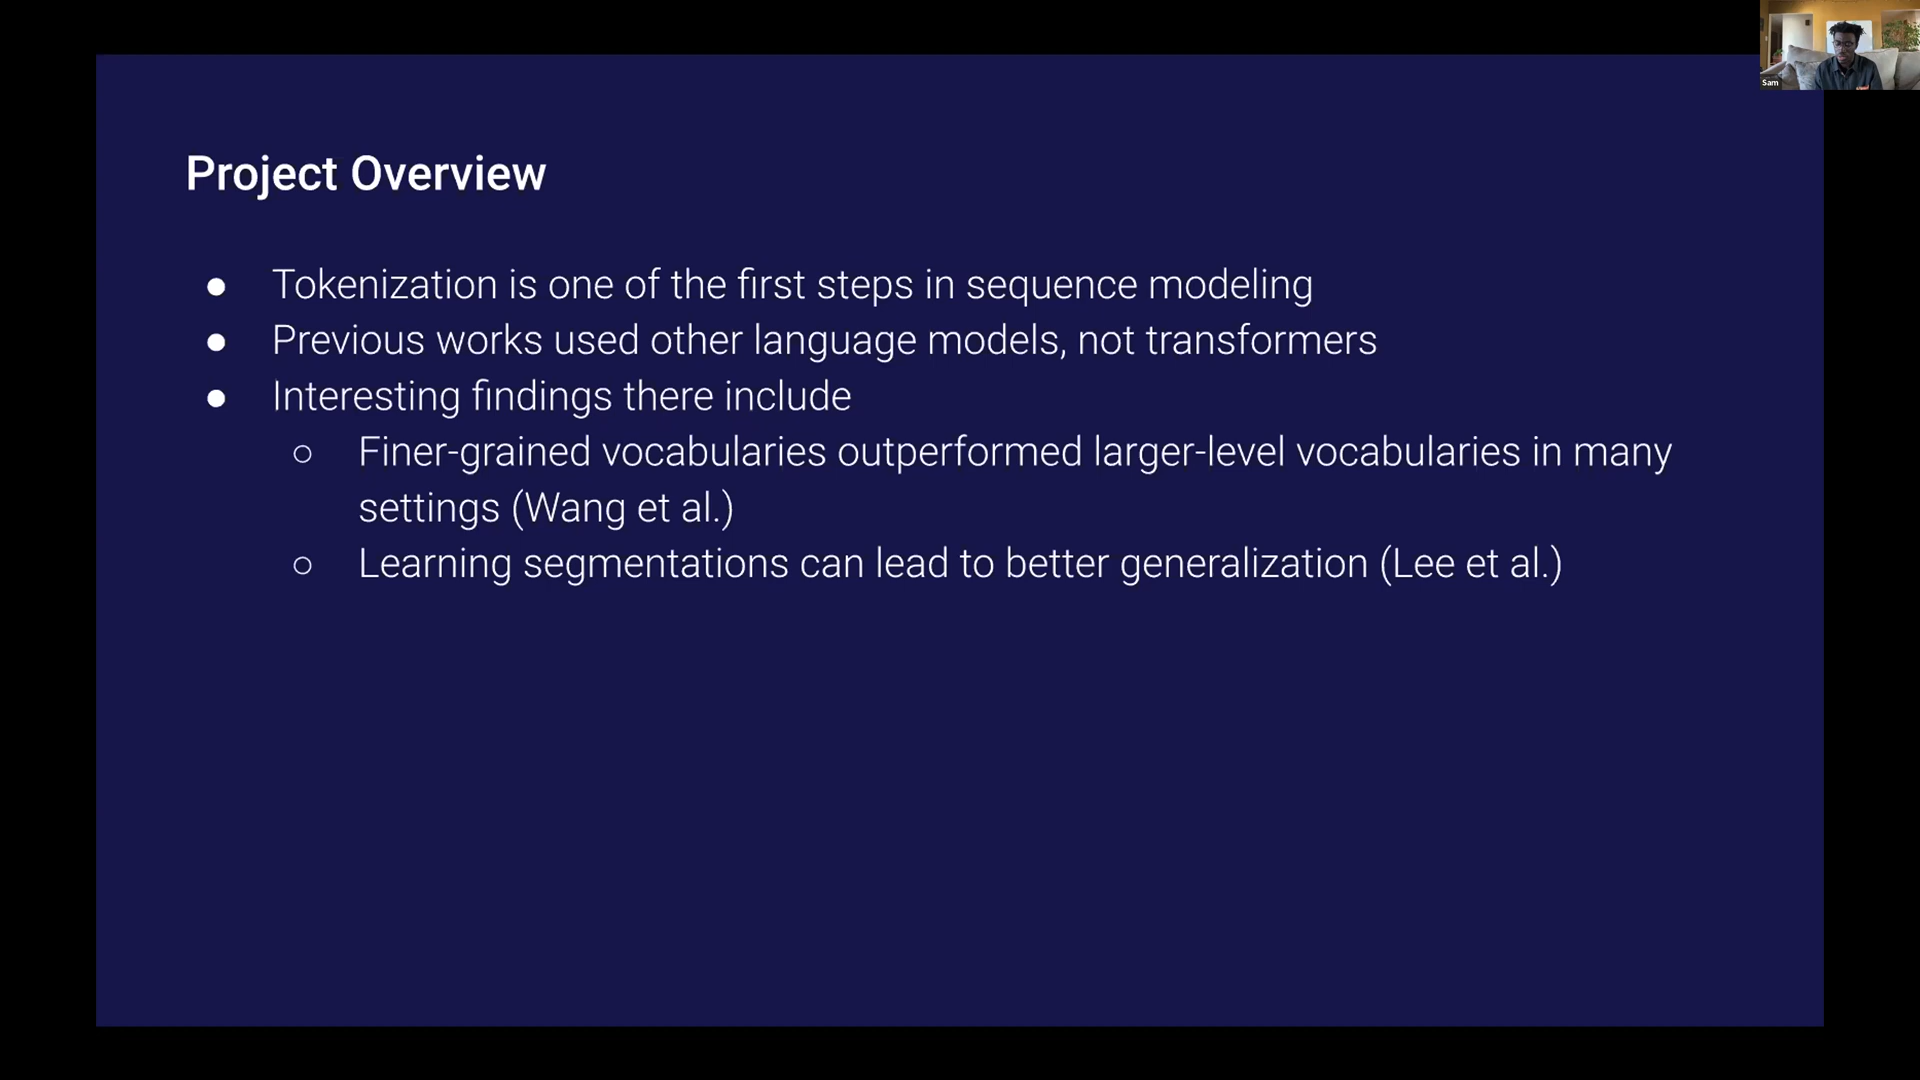 Project Overview
● Tokenization is one of the first steps in sequence modeling
● Previous works used other language models, not transformers
● Interesting findings there include
○ Finer-grained vocabularies outperformed larger-level vocabularies in many
settings (Wang et al.)
○ Learning segmentations can lead to better generalization (Lee et al.)
Sam